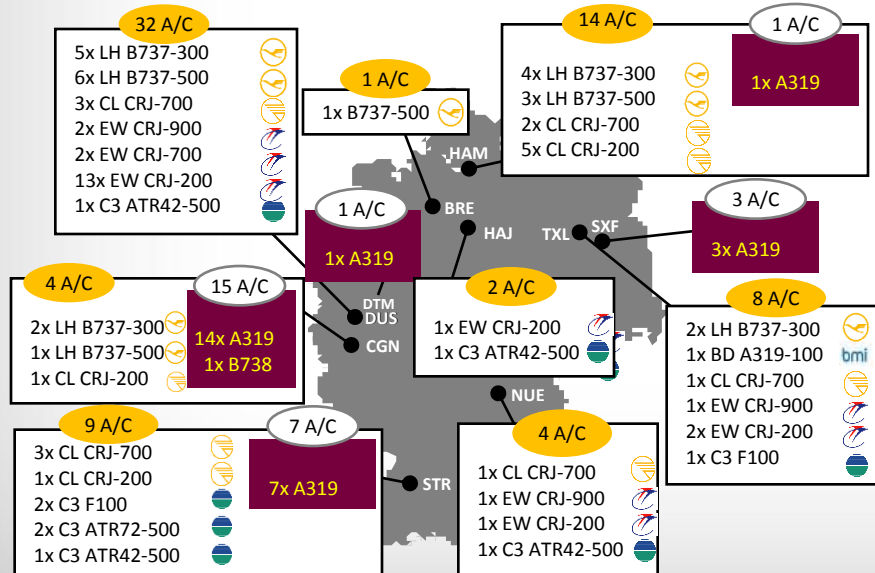 32 A/C
5x LH B737-300
6x LH B737-500
3x CL CRJ-700
2x EW CRJ-900
2x EW CRJ-700
13x EW CRJ-200
1x C3 ATR42-500
1 A/C
1x B737-500
14 A/C
4x LH B737-300
3x LH B737-500
2x CL CRJ-700
5x CL CRJ-200
1 A/C
1x A319
HAM
BRE
HAJ
TXL
SXF
1 A/C
1x A319
3 A/C
3x A319
DTM
DUS
CGN
4 A/C
2x LH B737-300
1x LH B737-500
1x CL CRJ-200
15 A/C
14x A319
1x B738
2 A/C
1x EW CRJ-200
1x C3 ATR42-500
8 A/C
2x LH B737-300
1x BD A319-100
bmi
1x CL CRJ-700
1x EW CRJ-900
2x EW CRJ-200
1x C3 F100
NUE
STR
9 A/C
3x CL CRJ-700
1x CL CRJ-200
2x C3 F100
2x C3 ATR72-500
1x C3 ATR42-500
7 A/C
7x A319
4 A/C
1x CL CRJ-700
1x EW CRJ-900
1x EW CRJ-200
1x C3 ATR42-500